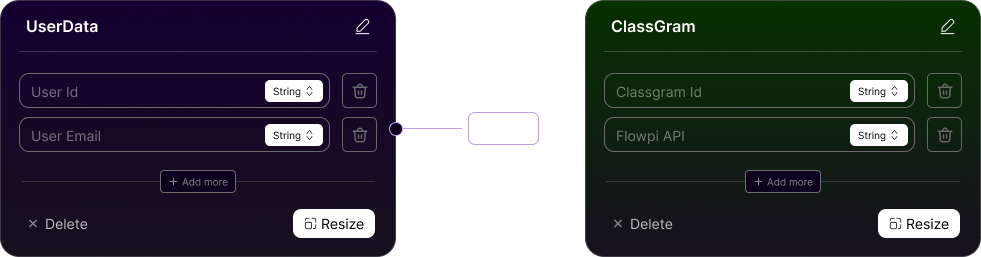 UserData
User Id
String
User Email
String
+ Add more
× Delete
Resize
ClassGram
Classgram Id
String
Flowpi API
String
+ Add more
× Delete
Resize